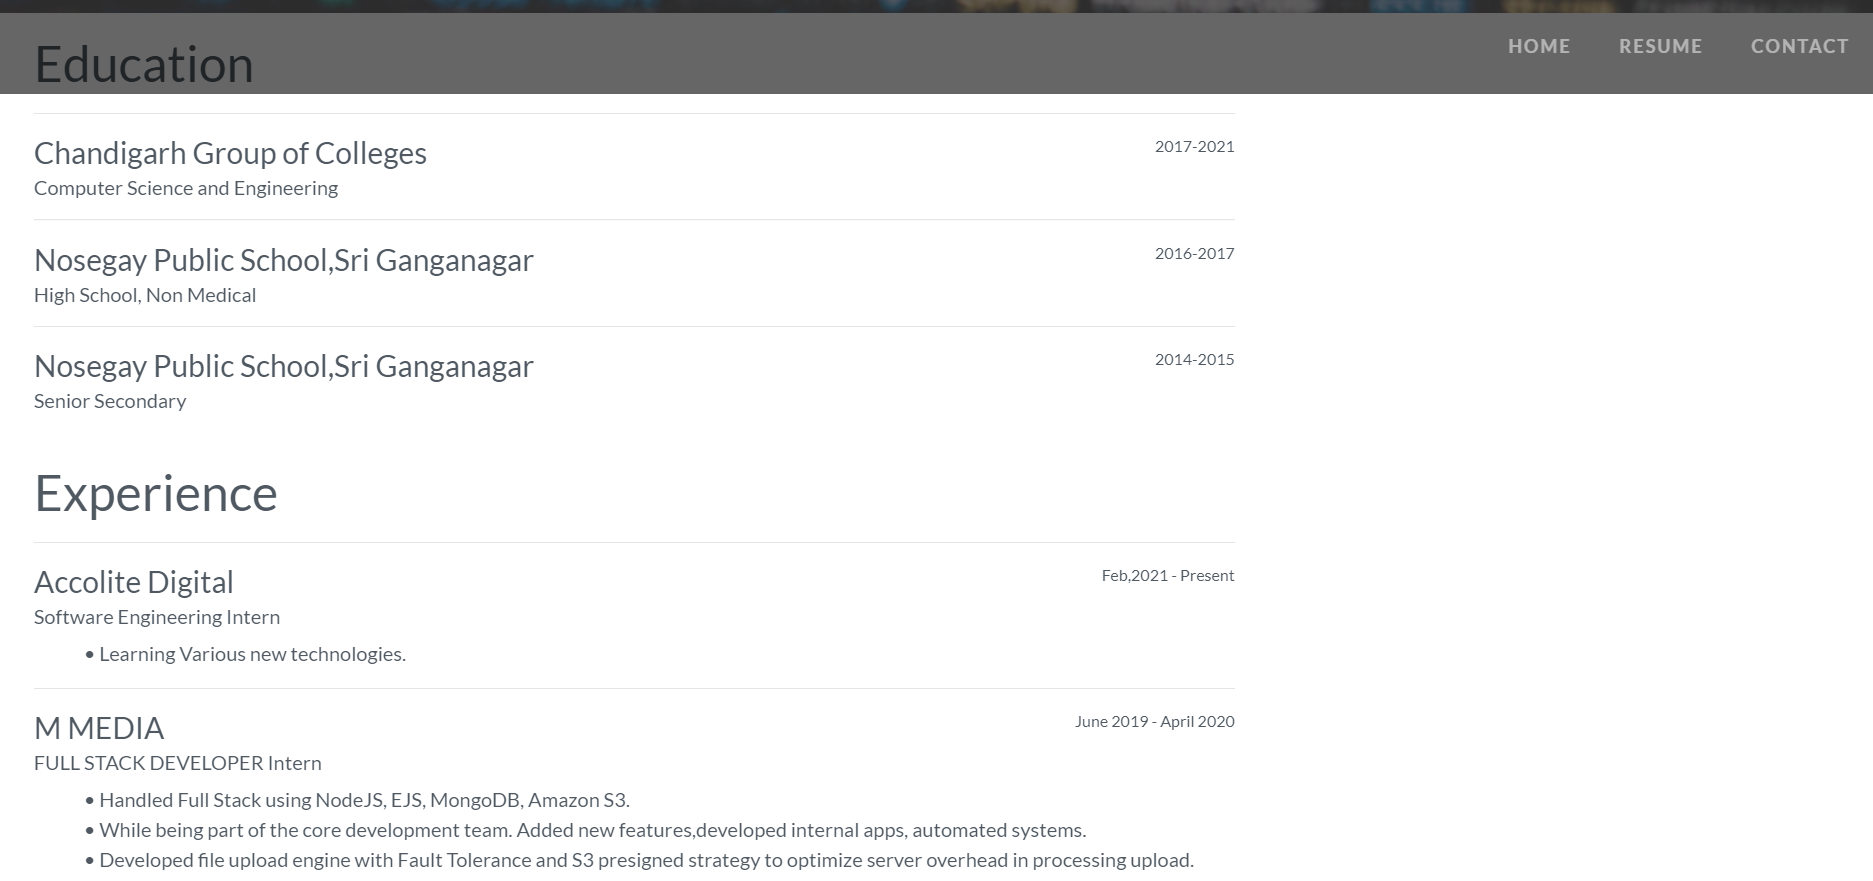 HOME RESUME CONTACT
Education
Chandigarh Group of Colleges 2017-2021
Computer Science and Engineering
Nosegay Public School,Sri Ganganagar 2016-2017
High School, Non Medical
Nosegay Public School,Sri Ganganagar 2014-2015
Senior Secondary
Experience
Accolite Digital Feb,2021 - Present
Software Engineering Intern
• Learning Various new technologies.
M MEDIA June 2019 - April 2020
FULL STACK DEVELOPER Intern
• Handled Full Stack using NodeJS, EJS, MongoDB, Amazon S3.
• While being part of the core development team. Added new features,developed internal apps, automated systems.
• Developed file upload engine with Fault Tolerance and S3 presigned strategy to optimize server overhead in processing upload.